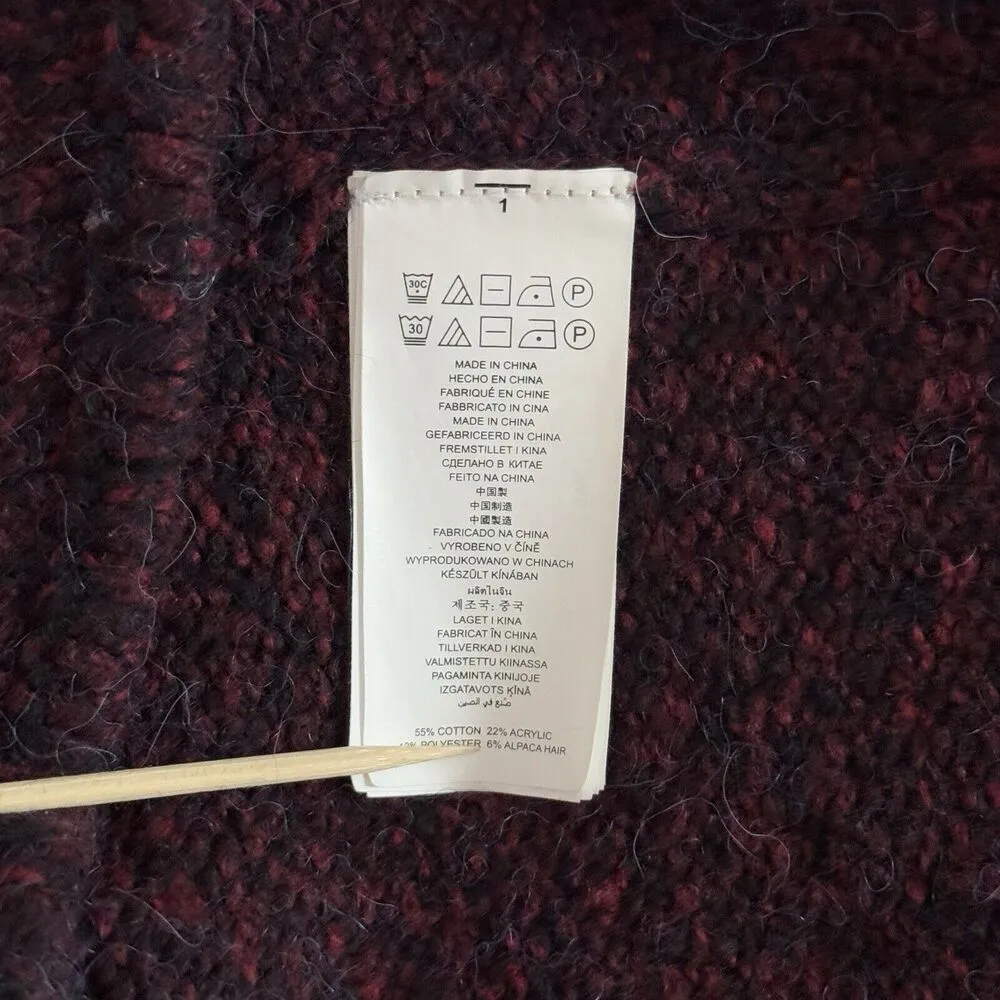 1
30C P
30 P
MADE IN CHINA
HECHO EN CHINA
FABRIQUÉ EN CHINE
FABBRICATO IN CINA
MADE IN CHINA
GEFABRICEERD IN CHINA
FREMSTILLET I KINA
СДЕЛАНО В КИТАЕ
FEITO NA CHINA
中国製
中国制造
中國製造
FABRICADO NA CHINA
VYROBENO V ČÍNĚ
WYPRODUKOWANO W CHINACH
KÉSZÜLT KÍNÁBAN
ผลิตในจีน
제조국: 중국
LAGET I KINA
FABRICAT ÎN CHINA
TILLVERKAD I KINA
VALMISTETTU KIINASSA
PAGAMINTA KINIJOJE
IZGATAVOTS ĶĪNĀ
صنع في الصين
55% COTTON 22% ACRYLIC
POLYESTER 6% ALPACA HAIR